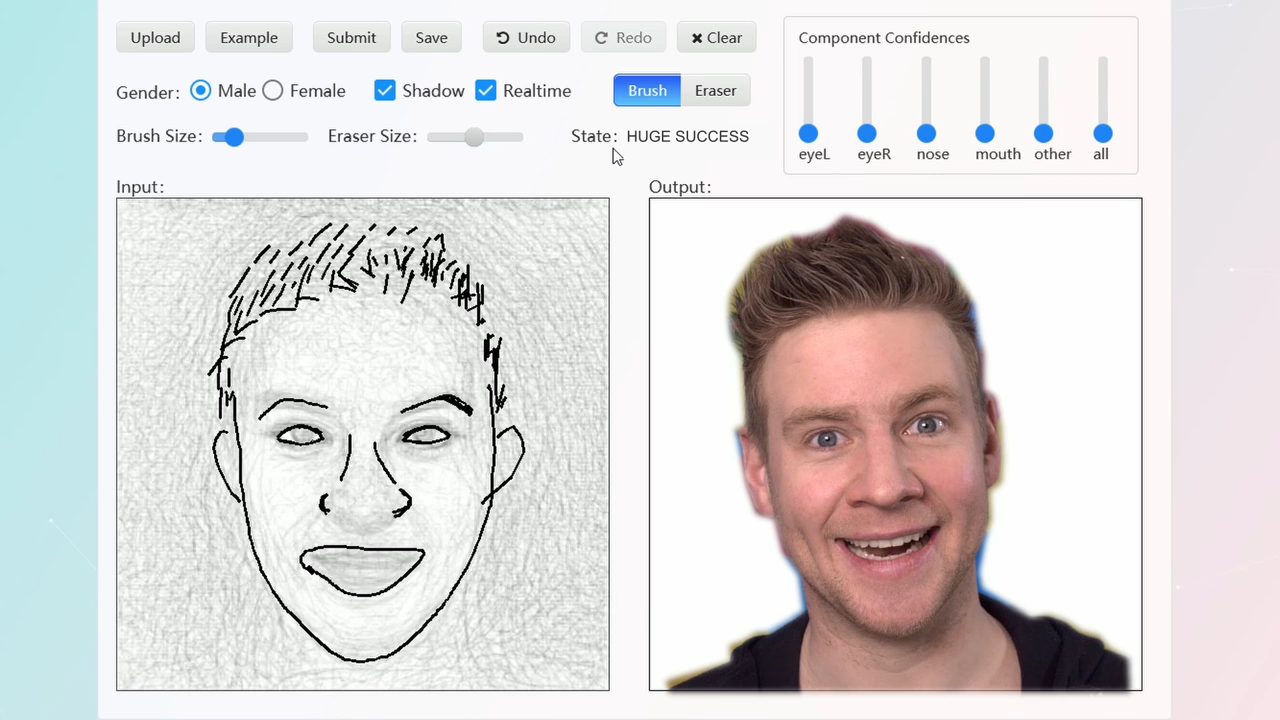 Upload Example Submit Save Undo Redo Clear
Gender: Male Female Shadow Realtime Brush Eraser
Brush Size: Eraser Size: State: HUGE SUCCESS
Component Confidences
eyeL eyeR nose mouth other all
Input: Output: